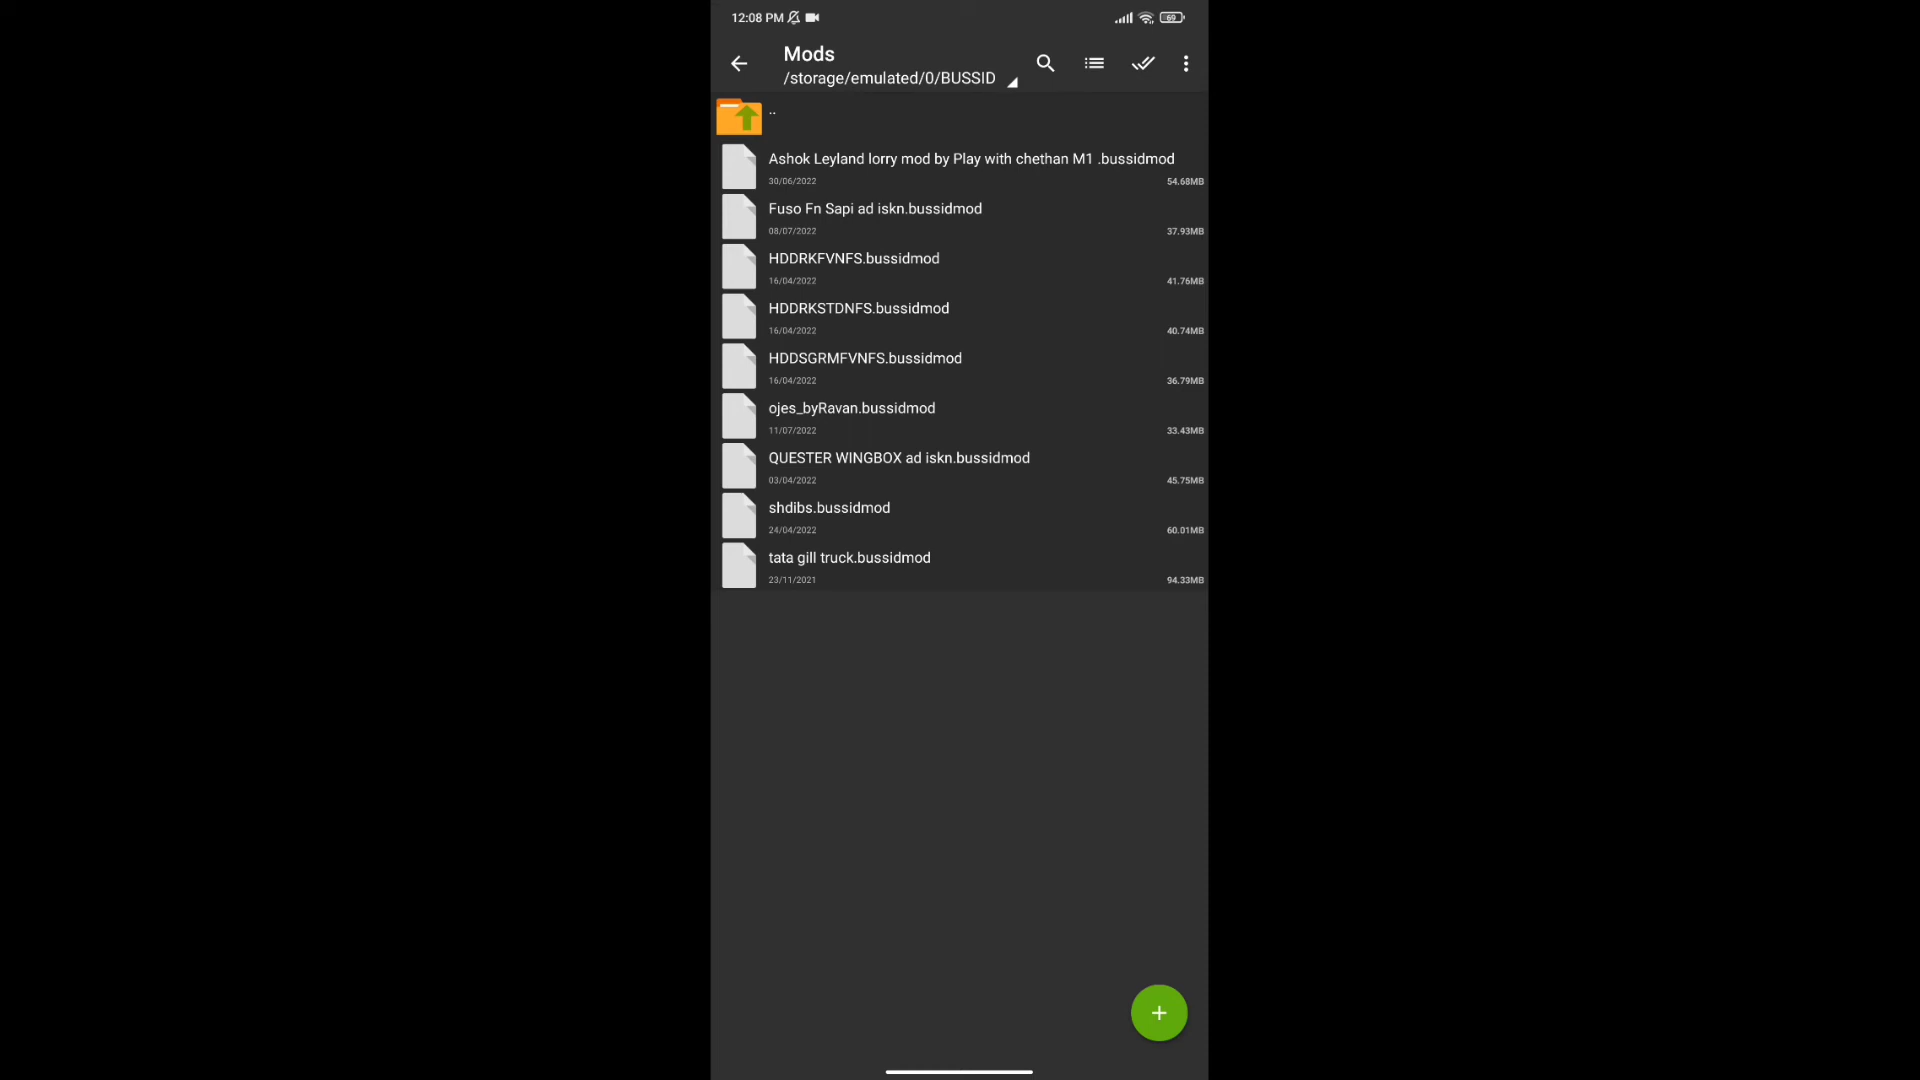 12:08 PM
69
Mods
/storage/emulated/0/BUSSID
..
Ashok Leyland lorry mod by Play with chethan M1 .bussidmod
30/06/2022 54.68MB
Fuso Fn Sapi ad iskn.bussidmod
08/07/2022 37.93MB
HDDRKFVNFS.bussidmod
16/04/2022 41.76MB
HDDRKSTDNFS.bussidmod
16/04/2022 40.74MB
HDDSGRMFVNFS.bussidmod
16/04/2022 36.79MB
ojes_byRavan.bussidmod
11/07/2022 33.43MB
QUESTER WINGBOX ad iskn.bussidmod
03/04/2022 45.75MB
shdibs.bussidmod
24/04/2022 60.01MB
tata gill truck.bussidmod
23/11/2021 94.33MB